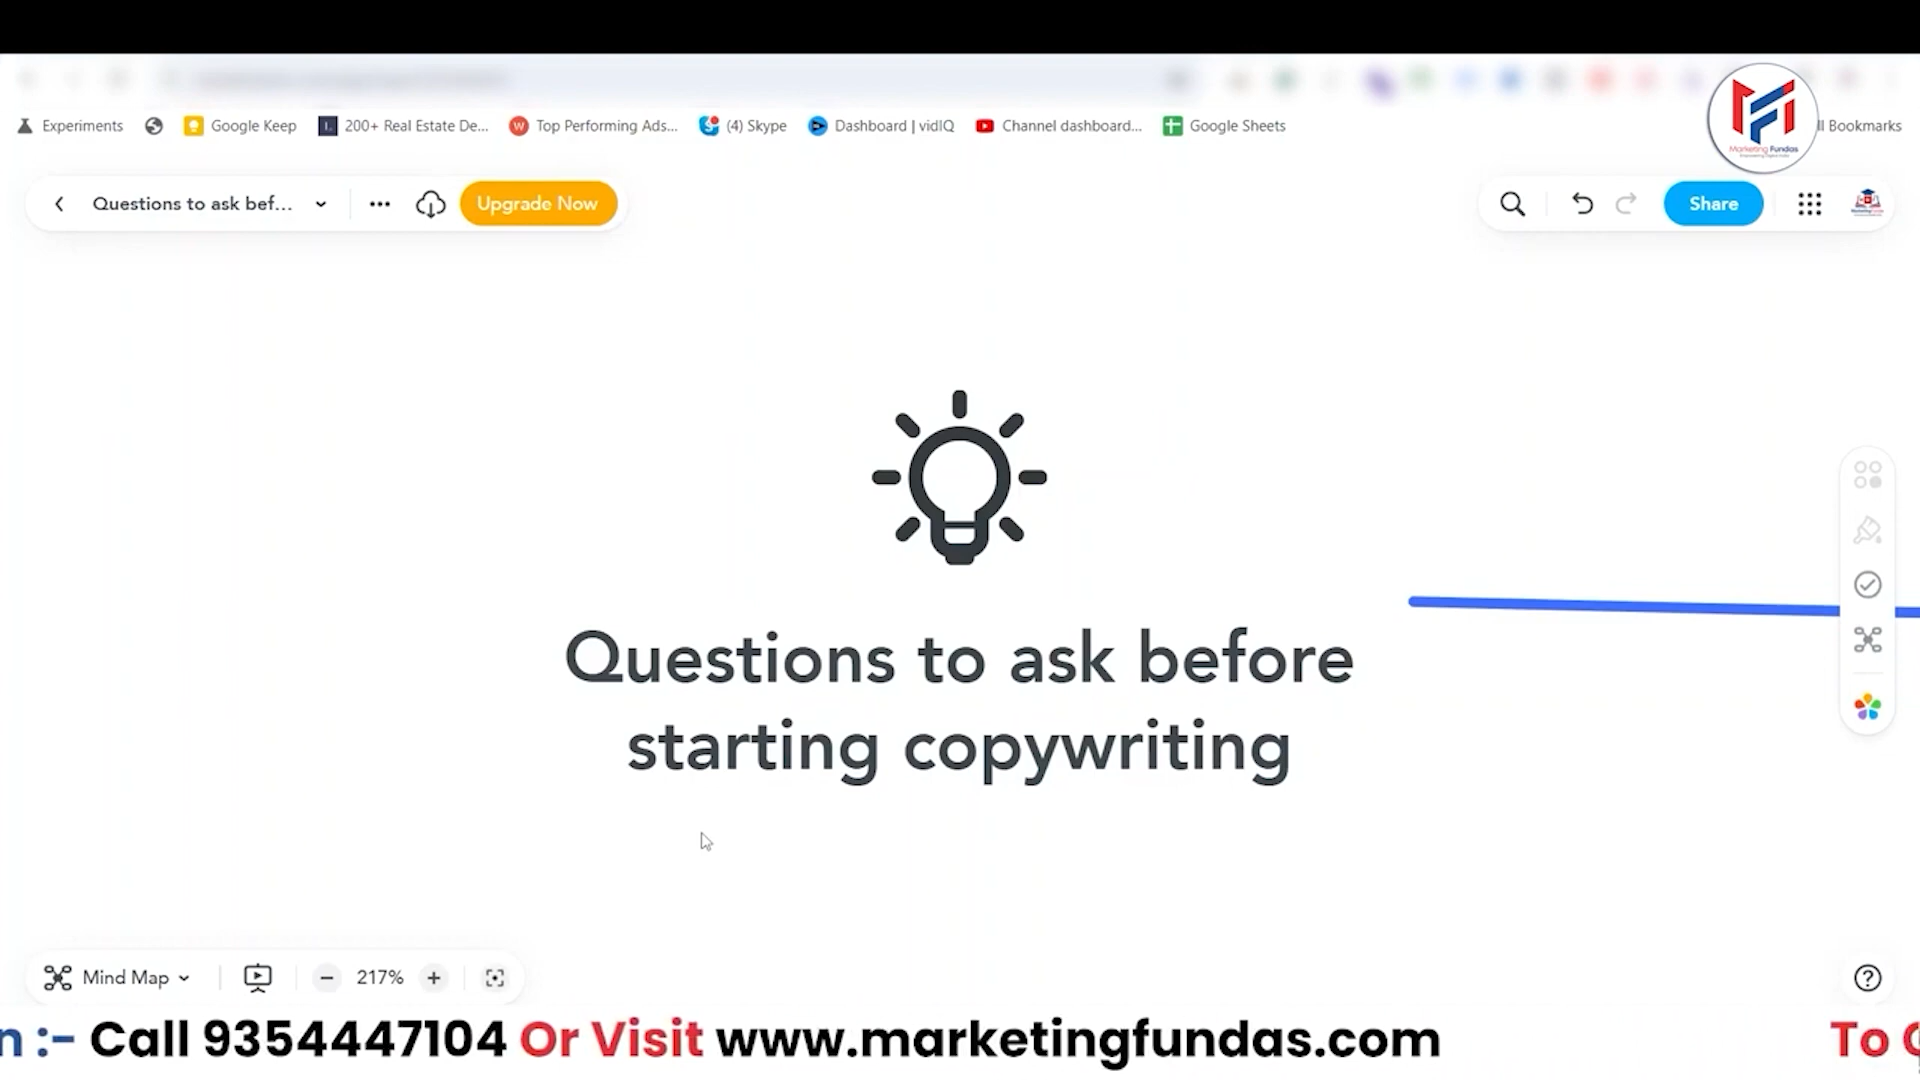 Experiments
Google Keep
200+ Real Estate De...
Top Performing Ads...
(4) Skype
Dashboard | vidIQ
Channel dashboard...
Google Sheets
ll Bookmarks
Marketing Fundas
Questions to ask bef...
Upgrade Now
Share
Questions to ask before
starting copywriting
Mind Map
217%
n :- Call 9354447104 Or Visit www.marketingfundas.com
To